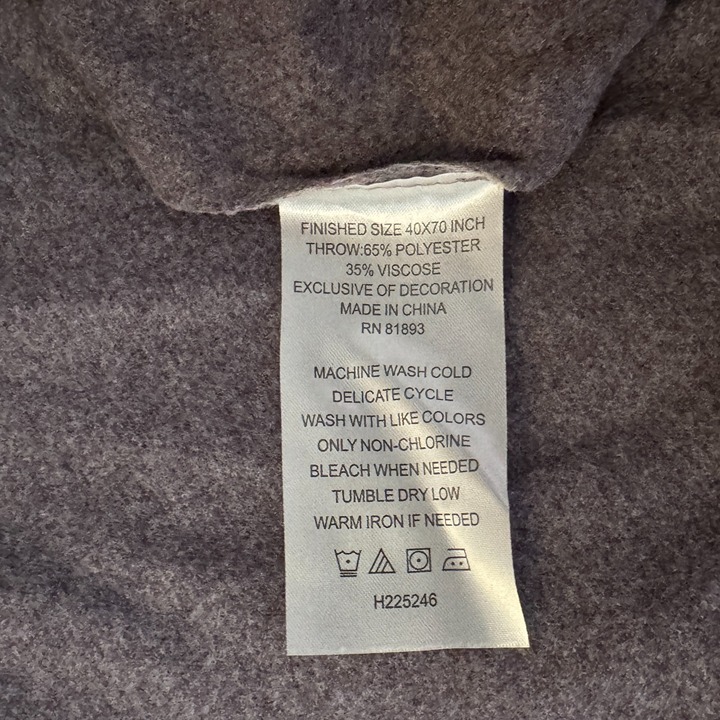 FINISHED SIZE 40X70 INCH
THROW:65% POLYESTER
35% VISCOSE
EXCLUSIVE OF DECORATION
MADE IN CHINA
RN 81893
MACHINE WASH COLD
DELICATE CYCLE
WASH WITH LIKE COLORS
ONLY NON-CHLORINE
BLEACH WHEN NEEDED
TUMBLE DRY LOW
WARM IRON IF NEEDED
H225246